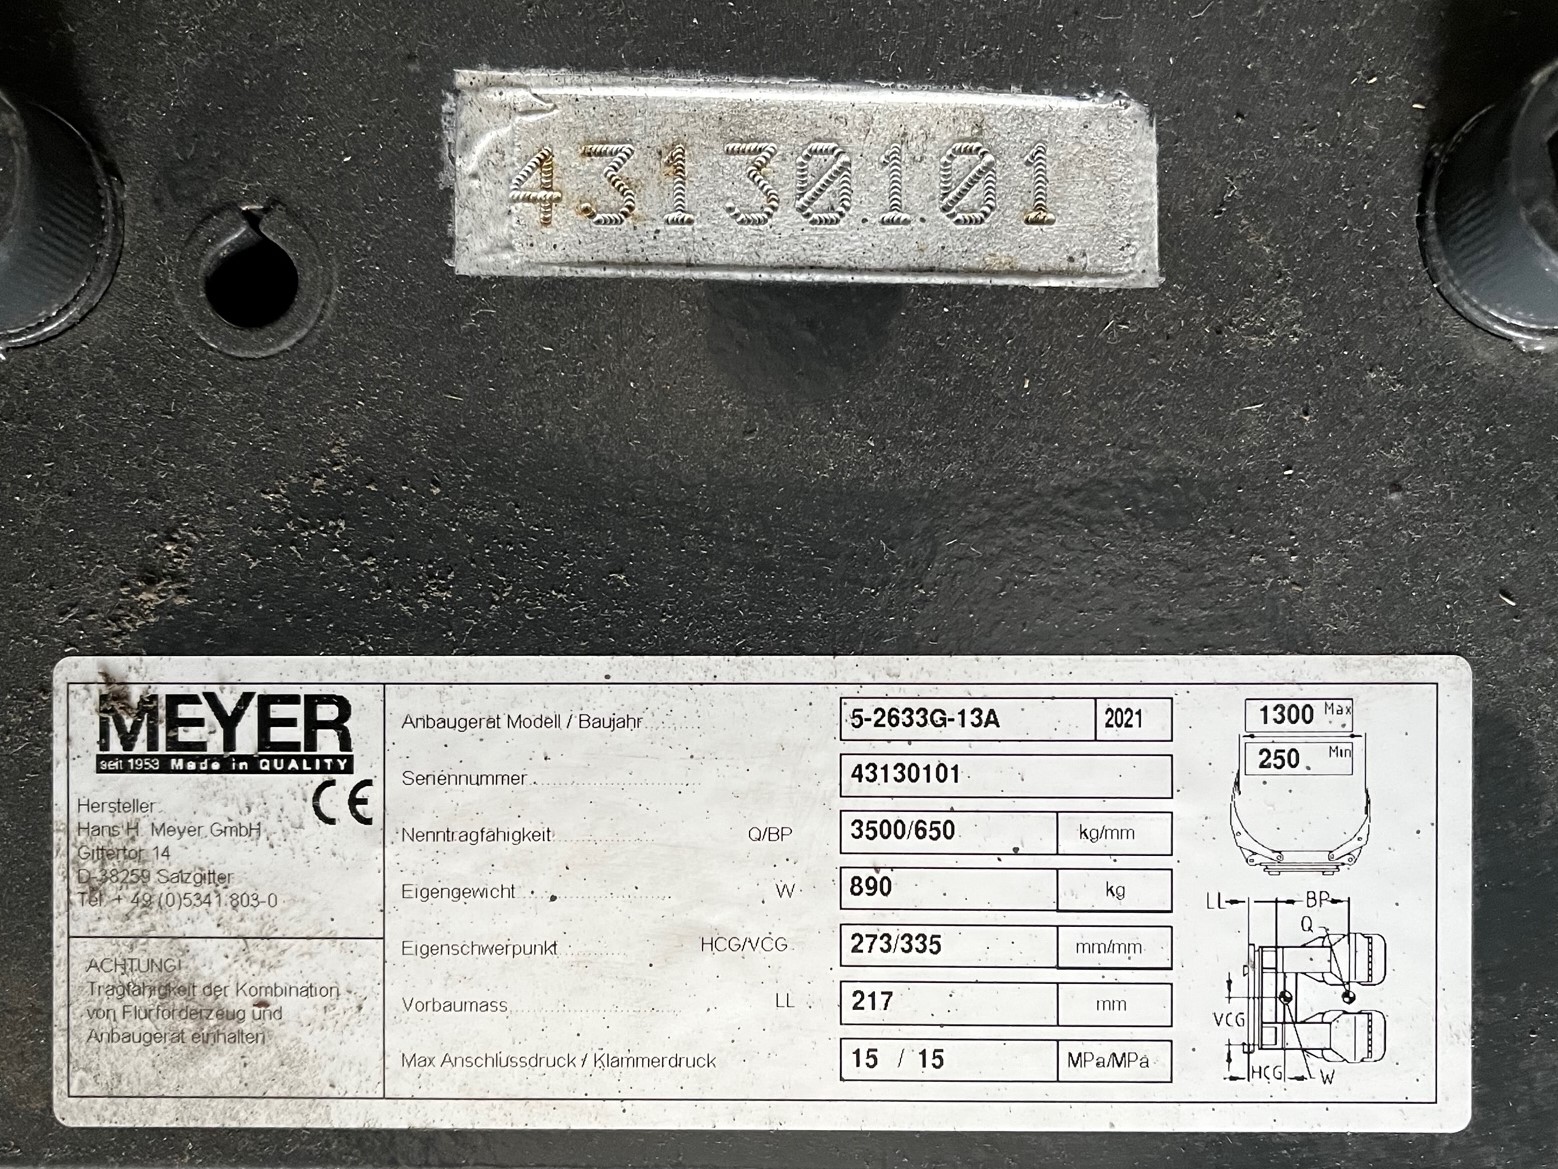 43130101
MEYER
seit 1953 Made in QUALITY
CE
Hersteller
Hans H. Meyer GmbH
Gittertor 14
D-38259 Salzgitter
Tel. + 49 (0)5341 803-0
ACHTUNG!
Tragfähigkeit der Kombination
von Flurförderzeug und
Anbaugerät einhalten
Anbaugerät Modell / Baujahr 5-2633G-13A 2021
Seriennummer 43130101
Nenntragfähigkeit Q/BP 3500/650 kg/mm
Eigengewicht W 890 kg
Eigenschwerpunkt HCG/VCG 273/335 mm/mm
Vorbaumass LL 217 mm
Max Anschlussdruck / Klammerdruck 15 / 15 MPa/MPa
1300 Max
250 Min
LL BP
Q
VCG
HCG W